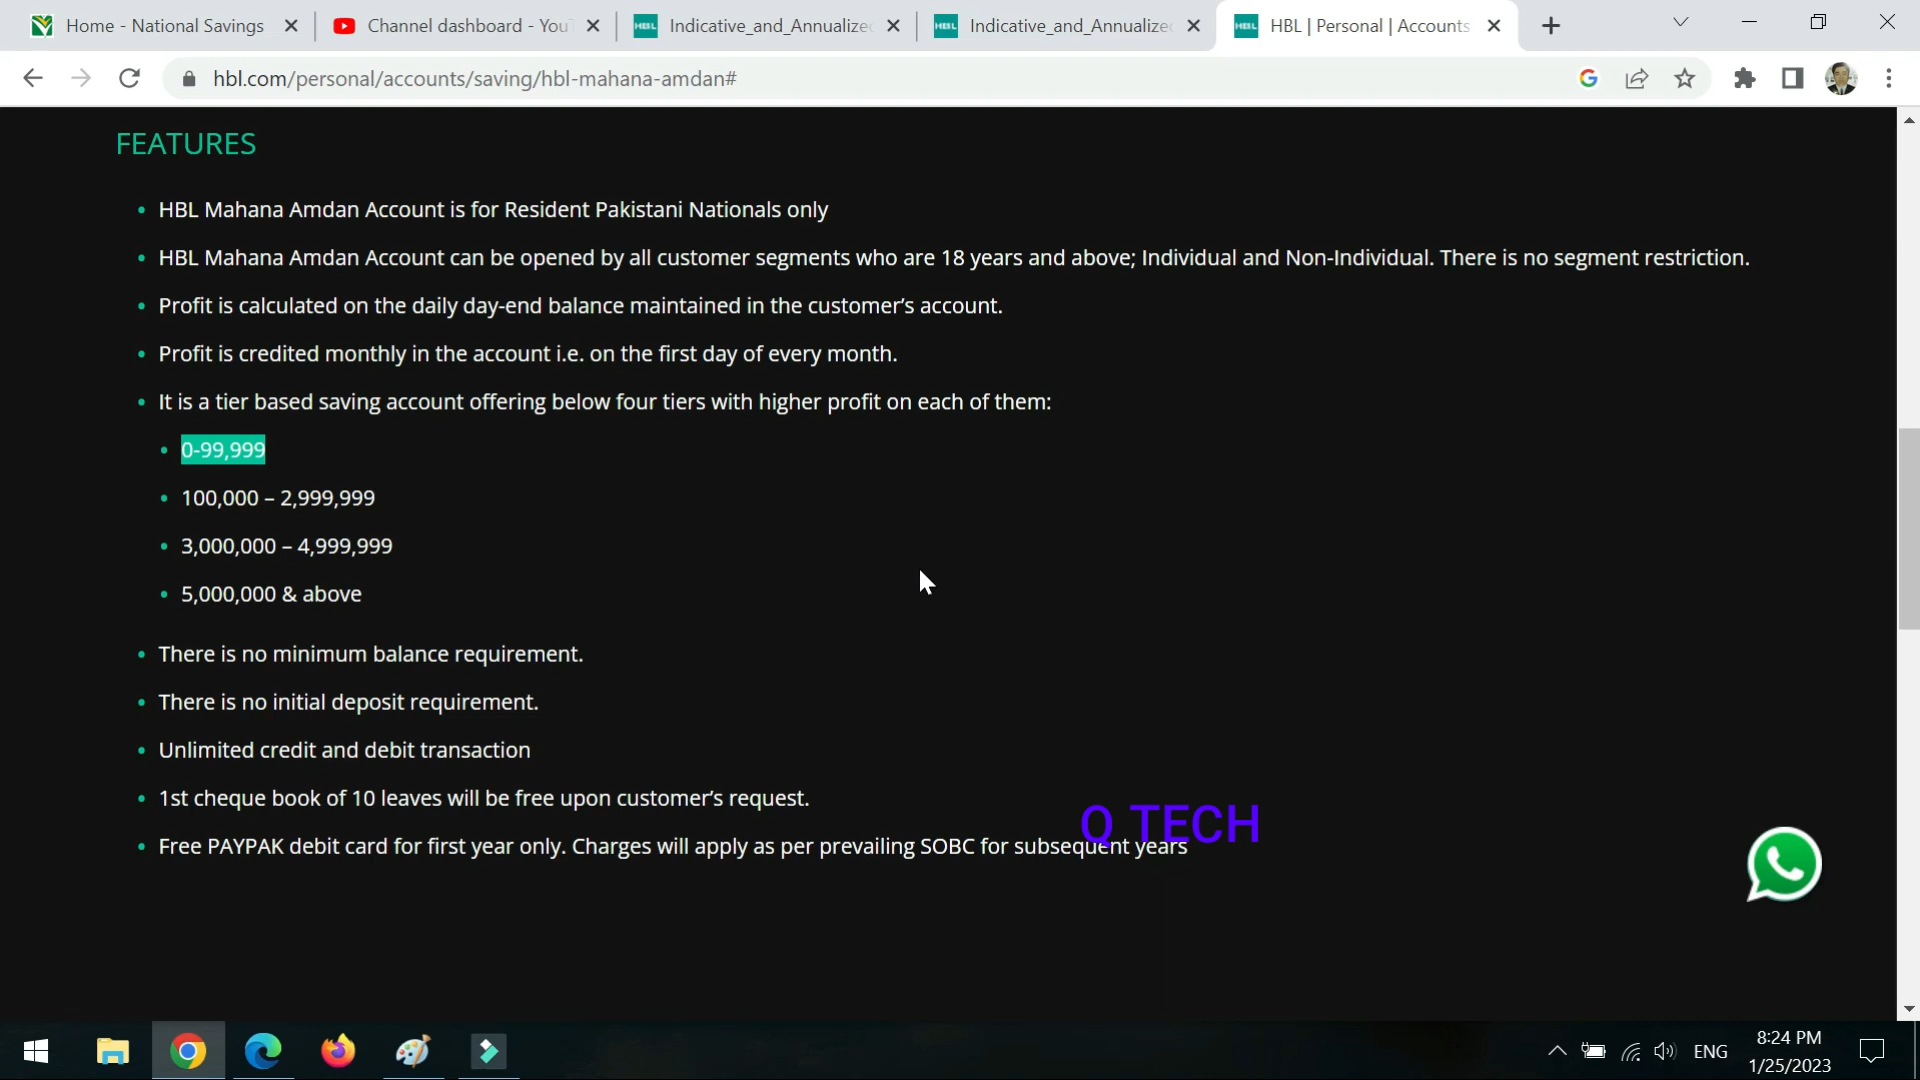 Home - National Savings
Channel dashboard - You
Indicative_and_Annualized
Indicative_and_Annualized
HBL | Personal | Accounts
hbl.com/personal/accounts/saving/hbl-mahana-amdan#
FEATURES
HBL Mahana Amdan Account is for Resident Pakistani Nationals only
HBL Mahana Amdan Account can be opened by all customer segments who are 18 years and above; Individual and Non-Individual. There is no segment restriction.
Profit is calculated on the daily day-end balance maintained in the customer’s account.
Profit is credited monthly in the account i.e. on the first day of every month.
It is a tier based saving account offering below four tiers with higher profit on each of them:
0-99,999
100,000 – 2,999,999
3,000,000 – 4,999,999
5,000,000 & above
There is no minimum balance requirement.
There is no initial deposit requirement.
Unlimited credit and debit transaction
1st cheque book of 10 leaves will be free upon customer’s request.
Q TECH
Free PAYPAK debit card for first year only. Charges will apply as per prevailing SOBC for subsequent years
ENG
8:24 PM
1/25/2023